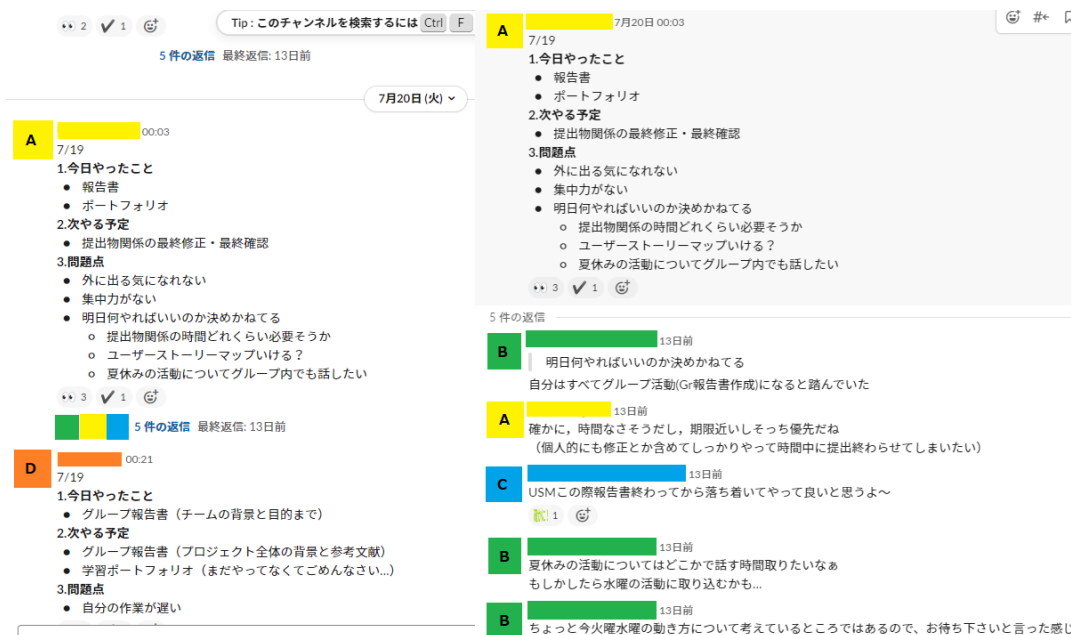 2
1
Tip : このチャンネルを検索するには Ctrl F
5 件の返信 最終返信: 13日前
7月20日 (火)
A
00:03
7/19
1.今日やったこと
● 報告書
● ポートフォリオ
2.次やる予定
● 提出物関係の最終修正・最終確認
3.問題点
● 外に出る気になれない
● 集中力がない
● 明日何やればいいのか決めかねてる
○ 提出物関係の時間どれくらい必要そうか
○ ユーザーストーリーマップいける？
○ 夏休みの活動についてグループ内でも話したい
3
1
5 件の返信 最終返信: 13日前
D
00:21
7/19
1.今日やったこと
● グループ報告書（チームの背景と目的まで）
2.次やる予定
● グループ報告書（プロジェクト全体の背景と参考文献）
● 学習ポートフォリオ（まだやってなくてごめんなさい...）
3.問題点
● 自分の作業が遅い
A
7月20日 00:03
7/19
1.今日やったこと
● 報告書
● ポートフォリオ
2.次やる予定
● 提出物関係の最終修正・最終確認
3.問題点
● 外に出る気になれない
● 集中力がない
● 明日何やればいいのか決めかねてる
○ 提出物関係の時間どれくらい必要そうか
○ ユーザーストーリーマップいける？
○ 夏休みの活動についてグループ内でも話したい
3
1
5 件の返信
B
13日前
明日何やればいいのか決めかねてる
自分はすべてグループ活動(Gr報告書作成)になると踏んでいた
A
13日前
確かに，時間なさそうだし，期限近いしそっち優先だね
（個人的にも修正とか含めてしっかりやって時間中に提出終わらせてしまいたい）
C
13日前
USMこの際報告書終わってから落ち着いてやって良いと思うよ〜
1
B
13日前
夏休みの活動についてはどこかで話す時間取りたいなぁ
もしかしたら水曜の活動に取り込むかも...
B
13日前
ちょっと今火曜水曜の動き方について考えているところではあるので、お待ち下さいと言った感じ